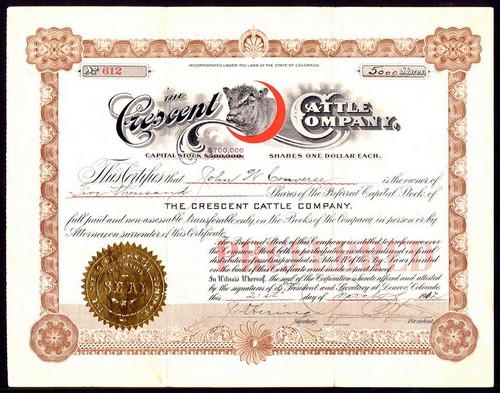 No 612
INCORPORATED UNDER THE LAWS OF THE STATE OF COLORADO.
5000 Shares
THE
Crescent CATTLE
COMPANY,
$700,000
CAPITAL STOCK $500,000. SHARES ONE DOLLAR EACH.
This Certifies that John W Converse is the owner of
Five Thousand Shares of the Preferred Capital Stock of
THE CRESCENT CATTLE COMPANY.
full paid and non-assessable, transferable only on the Books of the Company in person or by
Attorney on surrender of this Certificate.
The Preferred Stock of this Company is entitled to preference over
the Stock both in participation in dividends and in final
distribution of assets provided in Article of the By-Laws printed
on the back of this Certificate and made a part hereof.
In Witness Whereof, the seal of the Corporation is hereto affixed and attested
by the signatures of its President and Secretary at Denver, Colorado,
this 21st day of
SEAL
Secretary President